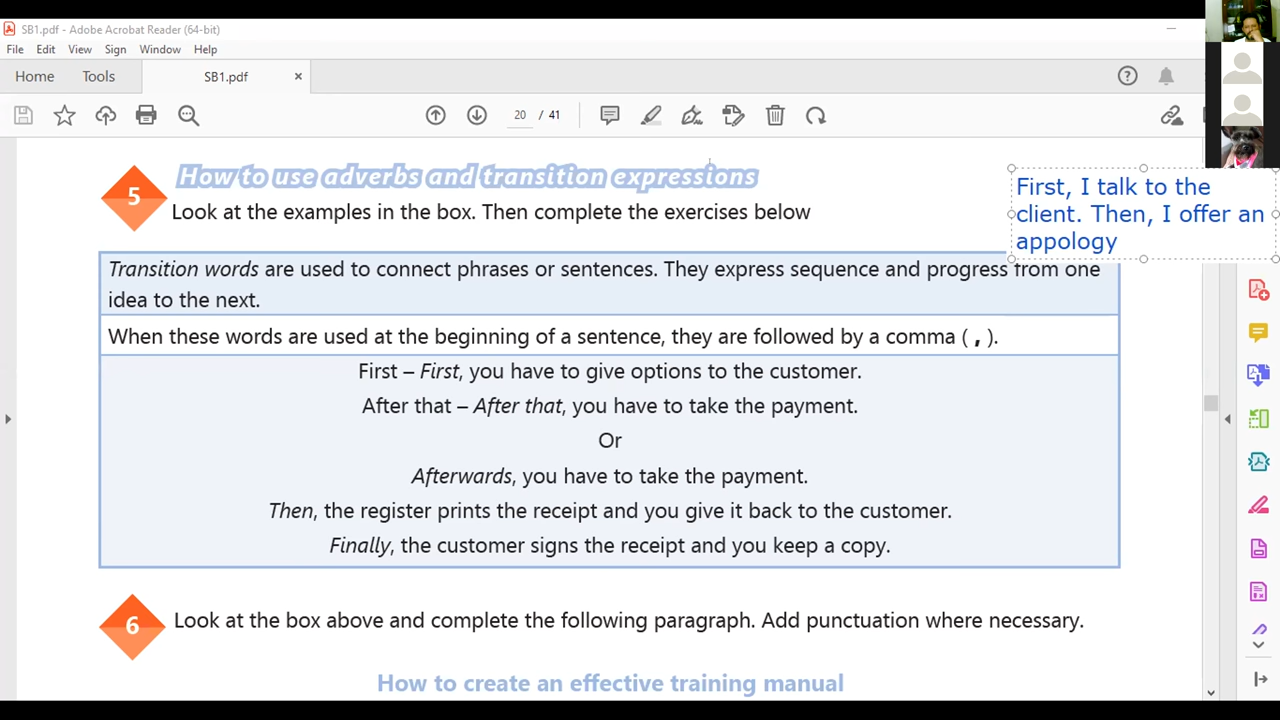 SB1.pdf - Adobe Acrobat Reader (64-bit)
File Edit View Sign Window Help
Home Tools SB1.pdf ×
20 / 41
5
How to use adverbs and transition expressions
Look at the examples in the box. Then complete the exercises below
First, I talk to the
client. Then, I offer an
appology
Transition words are used to connect phrases or sentences. They express sequence and progress from one
idea to the next.
When these words are used at the beginning of a sentence, they are followed by a comma ( , ).
First – First, you have to give options to the customer.
After that – After that, you have to take the payment.
Or
Afterwards, you have to take the payment.
Then, the register prints the receipt and you give it back to the customer.
Finally, the customer signs the receipt and you keep a copy.
6
Look at the box above and complete the following paragraph. Add punctuation where necessary.
How to create an effective training manual